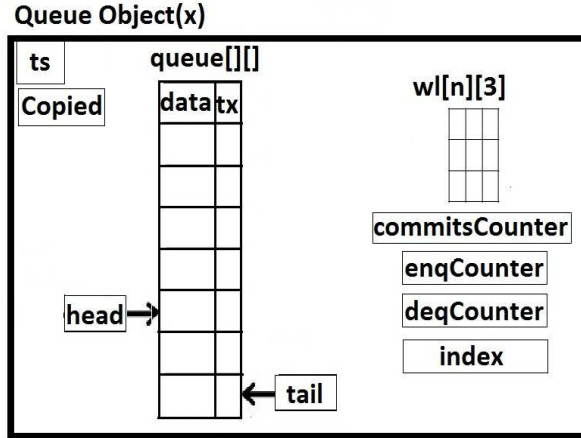 Queue Object(x)
ts
Copied
queue[][]
data tx
head
tail
wl[n][3]
commitsCounter
enqCounter
deqCounter
index